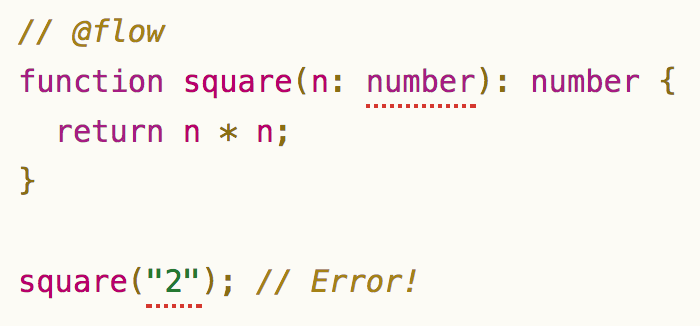 // @flow
function square(n: number): number {
  return n * n;
}

square("2"); // Error!